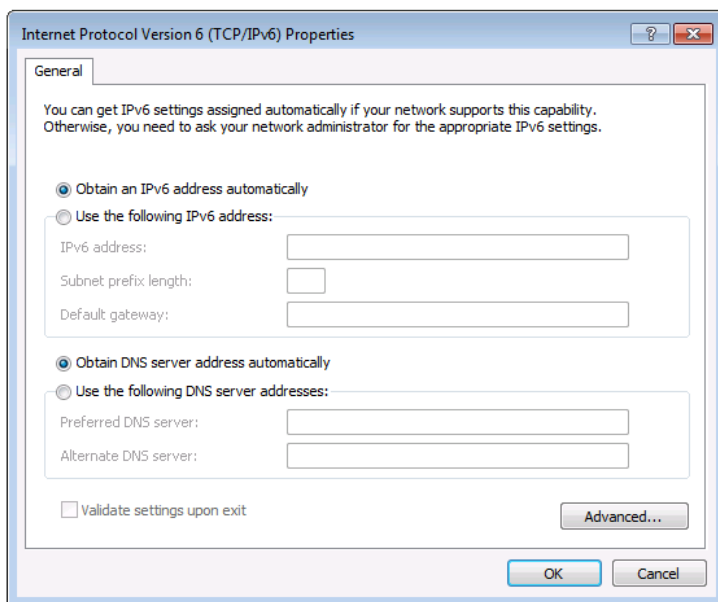 Internet Protocol Version 6 (TCP/IPv6) Properties
?
General
You can get IPv6 settings assigned automatically if your network supports this capability.
Otherwise, you need to ask your network administrator for the appropriate IPv6 settings.
Obtain an IPv6 address automatically
Use the following IPv6 address:
IPv6 address:
Subnet prefix length:
Default gateway:
Obtain DNS server address automatically
Use the following DNS server addresses:
Preferred DNS server:
Alternate DNS server:
Validate settings upon exit
Advanced...
OK Cancel